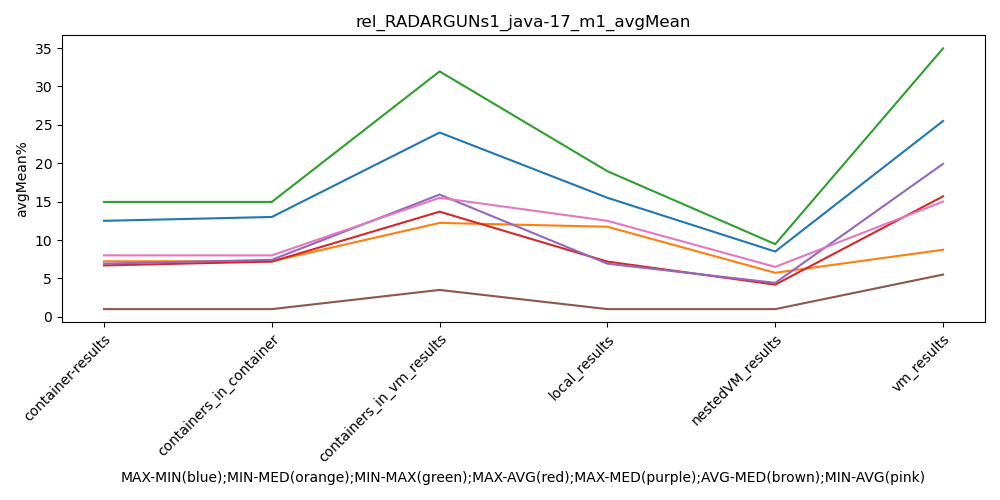 rel_RADARGUNs1_java-17_m1_avgMean
avgMean%
35
30
25
20
15
10
5
0
container-results
containers_in_container
containers_in_vm_results
local_results
nestedVM_results
vm_results
MAX-MIN(blue);MIN-MED(orange);MIN-MAX(green);MAX-AVG(red);MAX-MED(purple);AVG-MED(brown);MIN-AVG(pink)